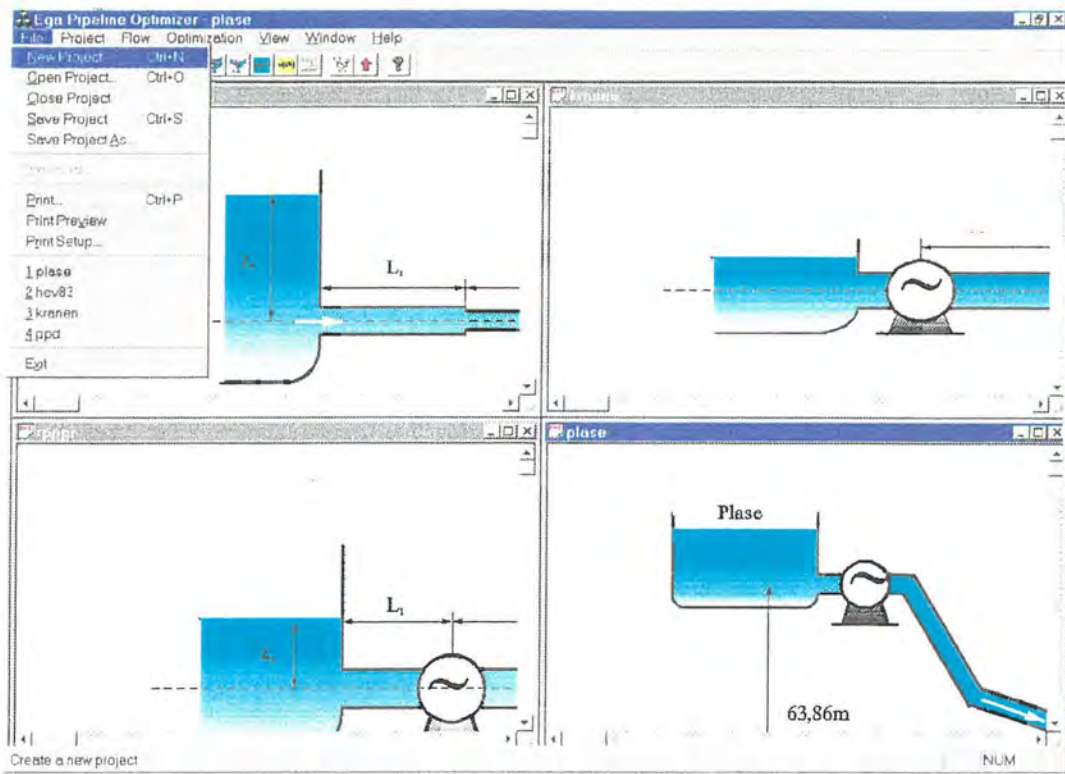 Ega Pipeline Optimizer - plase
File Project Flow Optimization View Window Help
New Project Ctrl+N
Open Project... Ctrl+O
Close Project
Save Project Ctrl+S
Save Project As...
Print... Ctrl+P
Print Preview
Print Setup...
1 plase
2 hev83
3 kranen
4 ppd
Exit
L₁
plase
L₁
Plase
63,86m
Create a new project
NUM